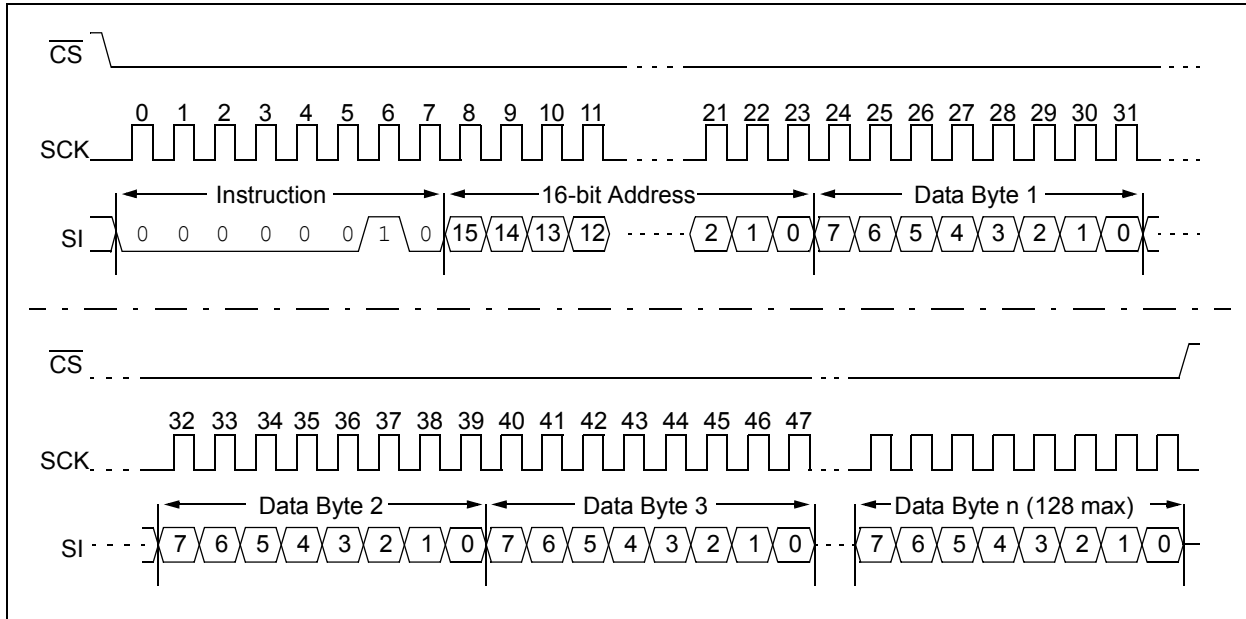 CS
0 1 2 3 4 5 6 7 8 9 10 11 21 22 23 24 25 26 27 28 29 30 31
SCK
Instruction 16-bit Address Data Byte 1
SI 0 0 0 0 0 0 1 0 15 14 13 12 2 1 0 7 6 5 4 3 2 1 0
CS
32 33 34 35 36 37 38 39 40 41 42 43 44 45 46 47
SCK
Data Byte 2 Data Byte 3 Data Byte n (128 max)
SI 7 6 5 4 3 2 1 0 7 6 5 4 3 2 1 0 7 6 5 4 3 2 1 0